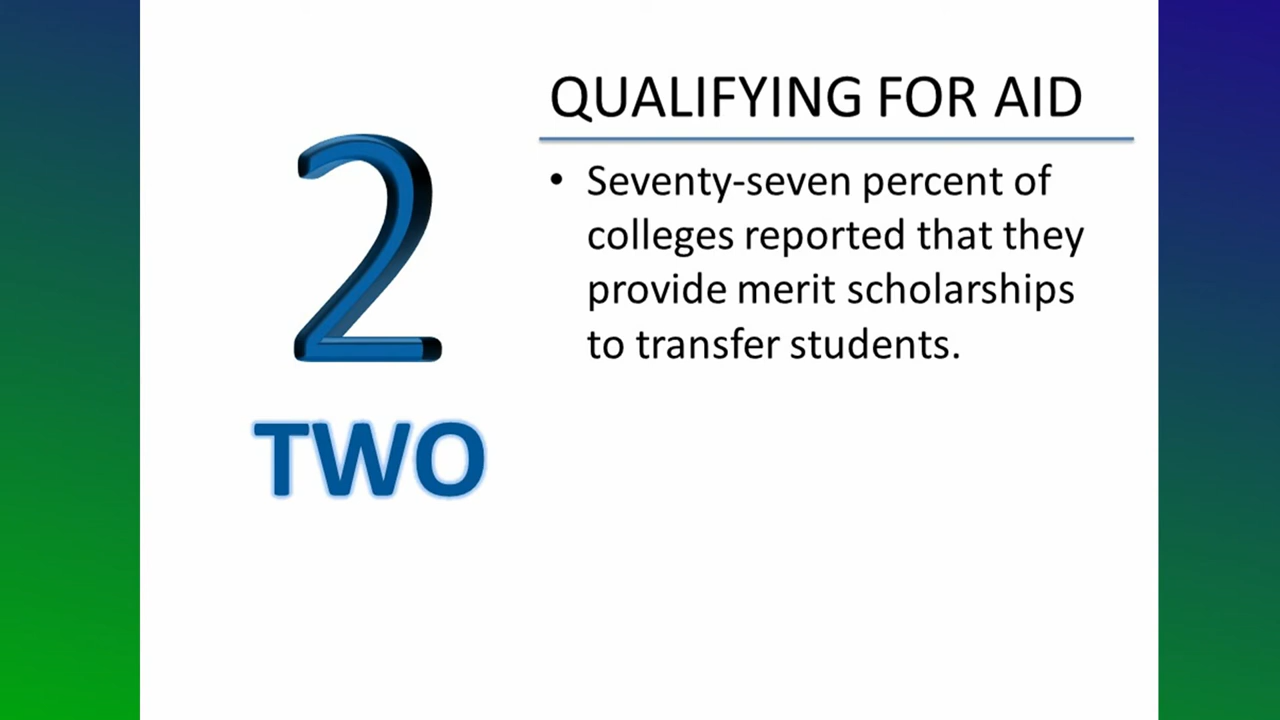 2
TWO
QUALIFYING FOR AID
• Seventy-seven percent of
colleges reported that they
provide merit scholarships
to transfer students.